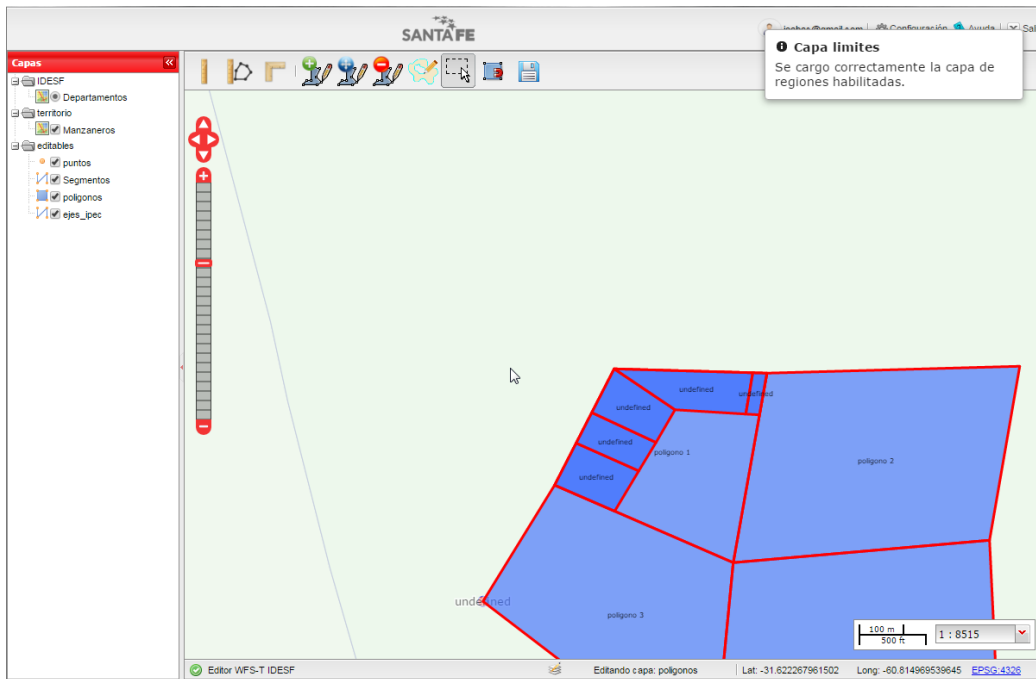 SANTA FE
Configuración
Ayuda
Capa limites
Se cargo correctamente la capa de
regiones habilitadas.
Capas
IDESF
Departamentos
territorio
Manzaneros
editables
puntos
Segmentos
poligonos
ejes_ipec
undefined
undefined
undefined
undefined
undefined
poligono 1
poligono 2
undefined
poligono 3
100 m
500 ft
1 : 8515
Editor WFS-T IDESF
Editando capa: poligonos
Lat: -31.622267961502
Long: -60.814969539645
EPSG:4326